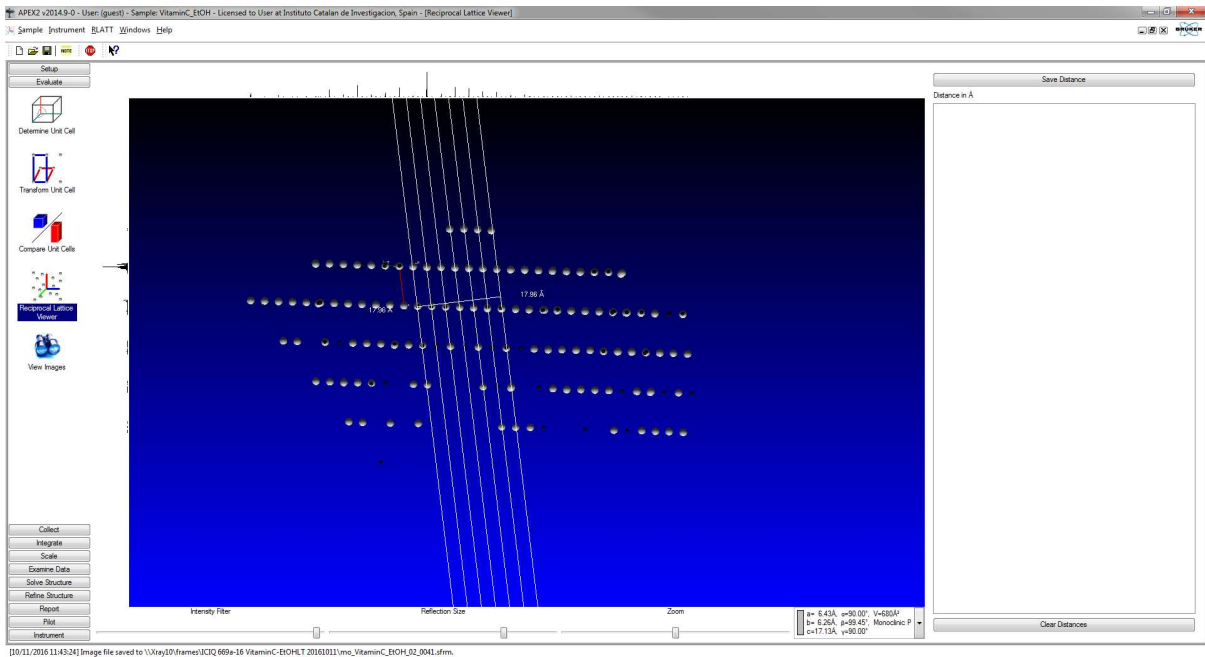 APEX2 v2014.9-0 - User: (guest) - Sample: VitaminC_EtOH - Licensed to User at Instituto Catalan de Investigacion, Spain - [Reciprocal Lattice Viewer]
Sample Instrument RLATT Windows Help
BRUKER
NOTE
STOP
Setup
Evaluate
Determine Unit Cell
Transform Unit Cell
Compare Unit Cells
Reciprocal Lattice
Viewer
View Images
Collect
Integrate
Scale
Examine Data
Solve Structure
Refine Structure
Report
Pilot
Instrument
17.96 Å
17.96 Å
Intensity Filter
Reflection Size
Zoom
a= 6.43Å, α=90.00°, V=680Å³
b= 6.26Å, β=99.45°, Monoclinic P
c=17.13Å, γ=90.00°
Save Distance
Distance in Å
Clear Distances
[10/11/2016 11:43:24] Image file saved to \\Xray10\frames\ICIQ 669a-16 VitaminC-EtOHLT 20161011\mo_VitaminC_EtOH_02_0041.sfrm.